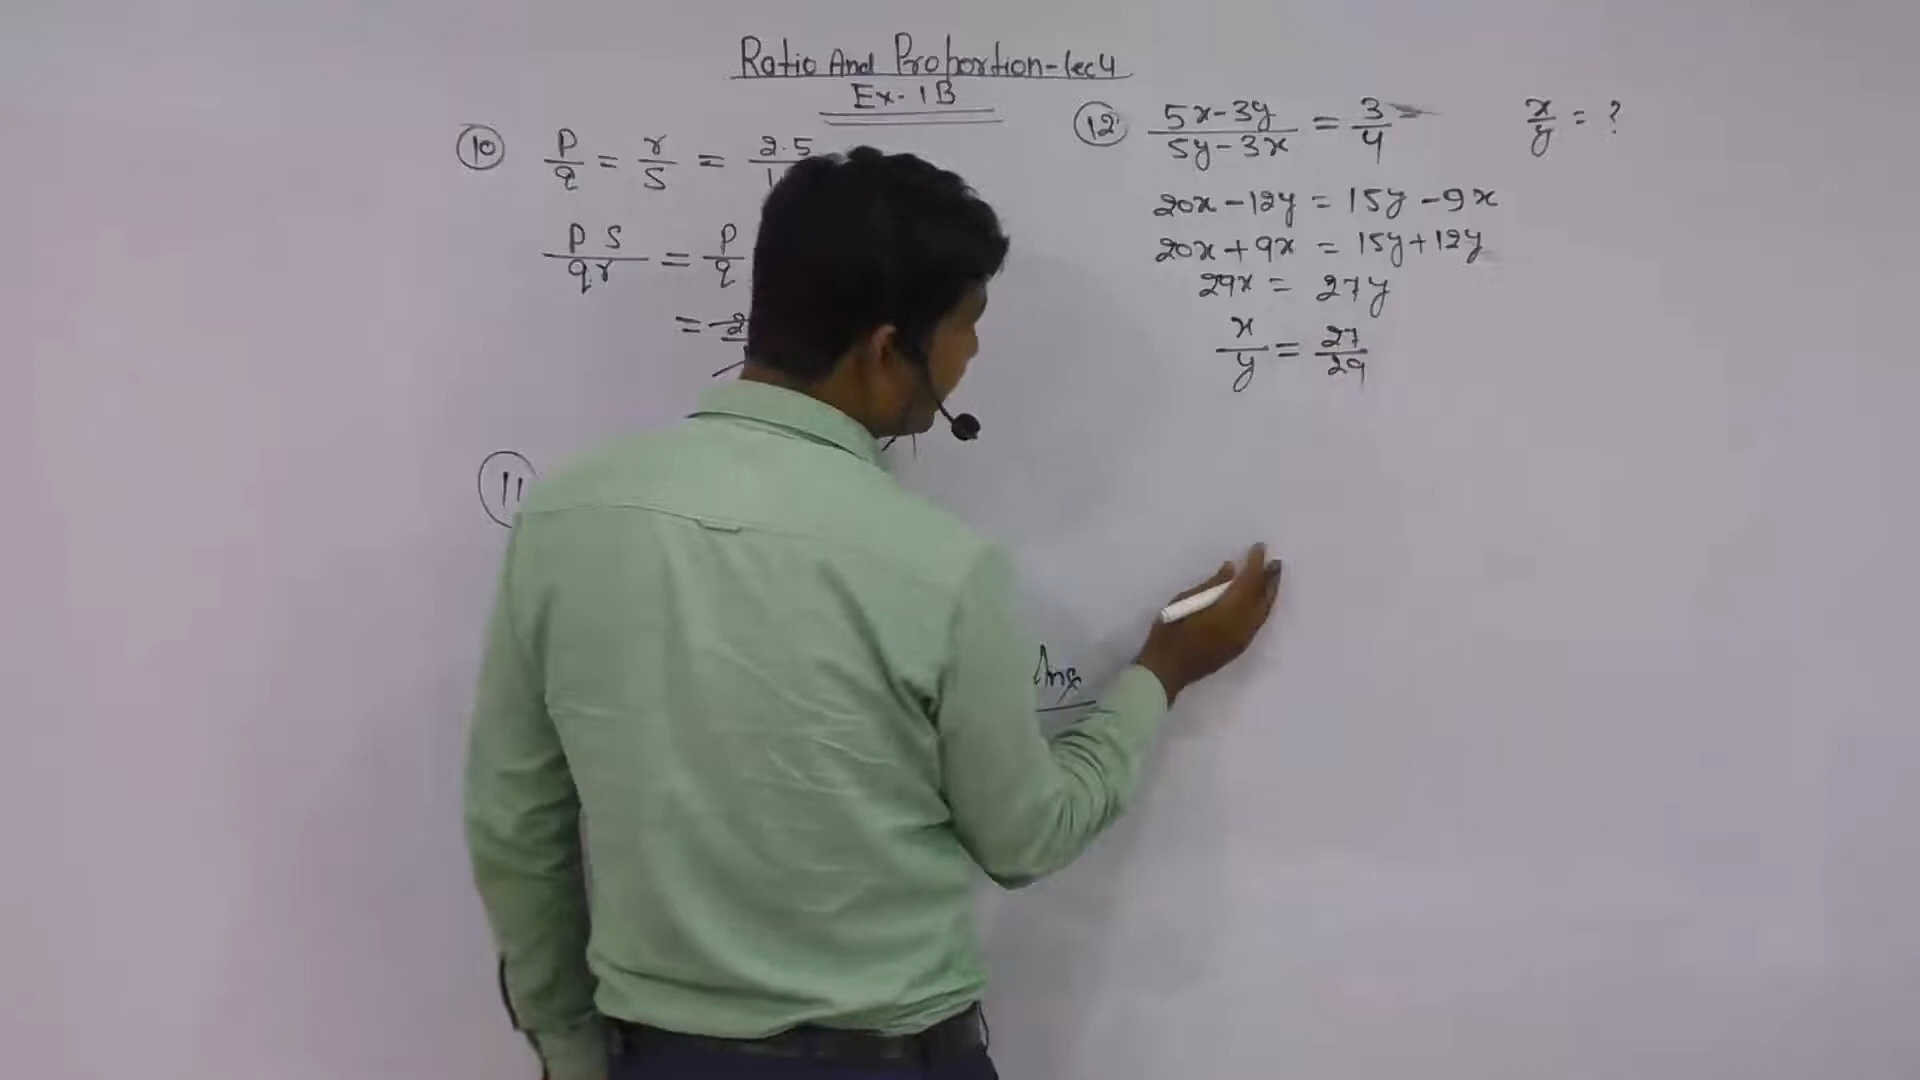 Ratio And Proportion-lec4
Ex-1B
(10) p/q = r/s = 2.5
ps/qr = p/q
=
(11)
Ans
(12) (5x-3y)/(5y-3x) = 3/4 x/y = ?
20x-12y = 15y-9x
20x+9x = 15y+12y
29x = 27y
x/y = 27/29